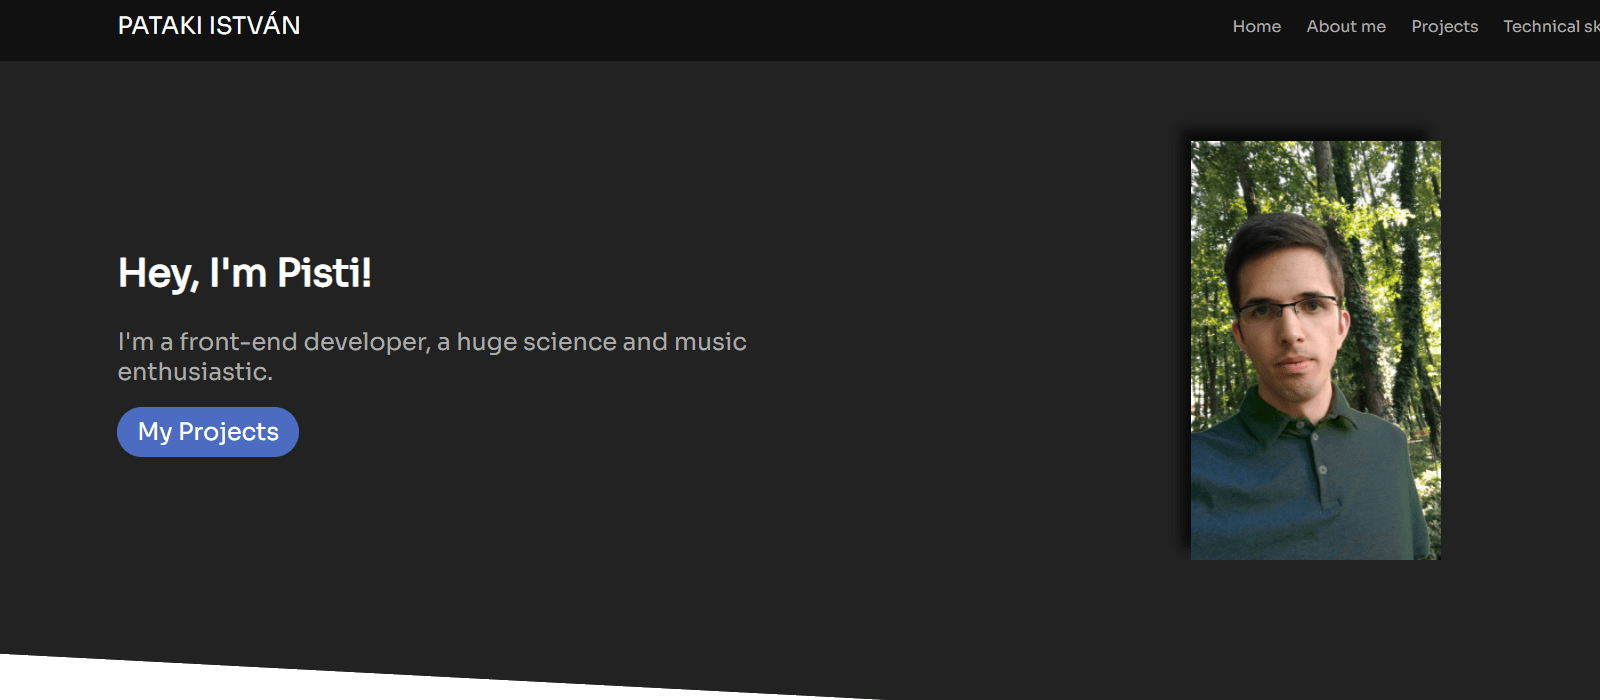 PATAKI ISTVÁN
Home About me Projects Technical sk
Hey, I'm Pisti!
I'm a front-end developer, a huge science and music
enthusiastic.
My Projects